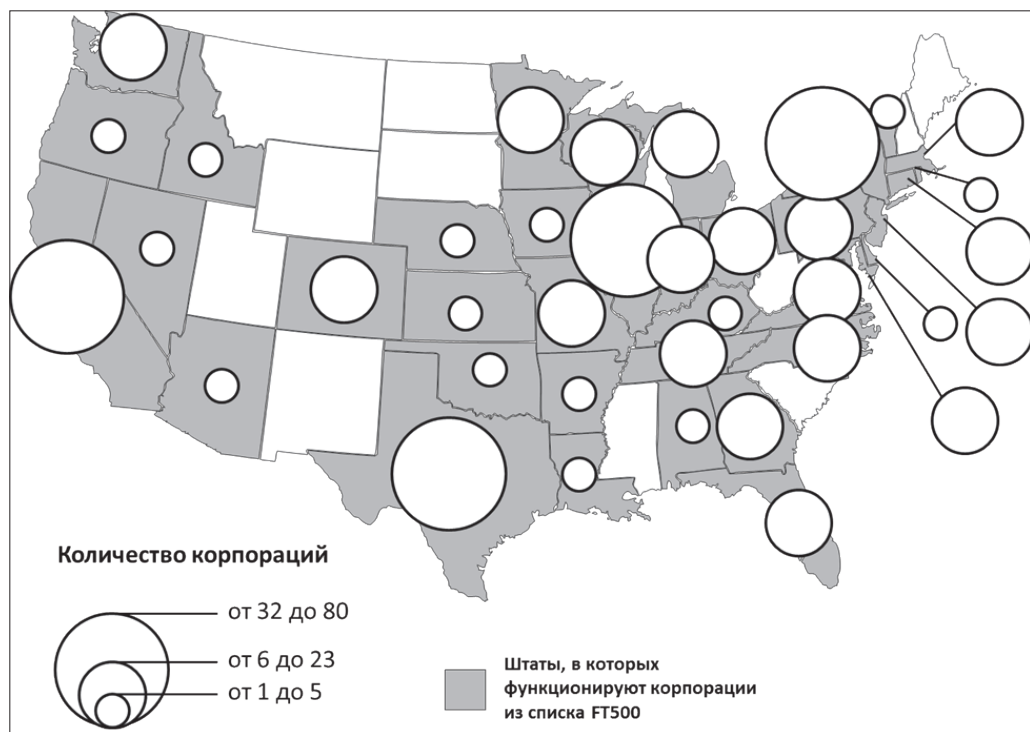 Количество корпораций
от 32 до 80
от 6 до 23
от 1 до 5
Штаты, в которых
функционируют корпорации
из списка FT500